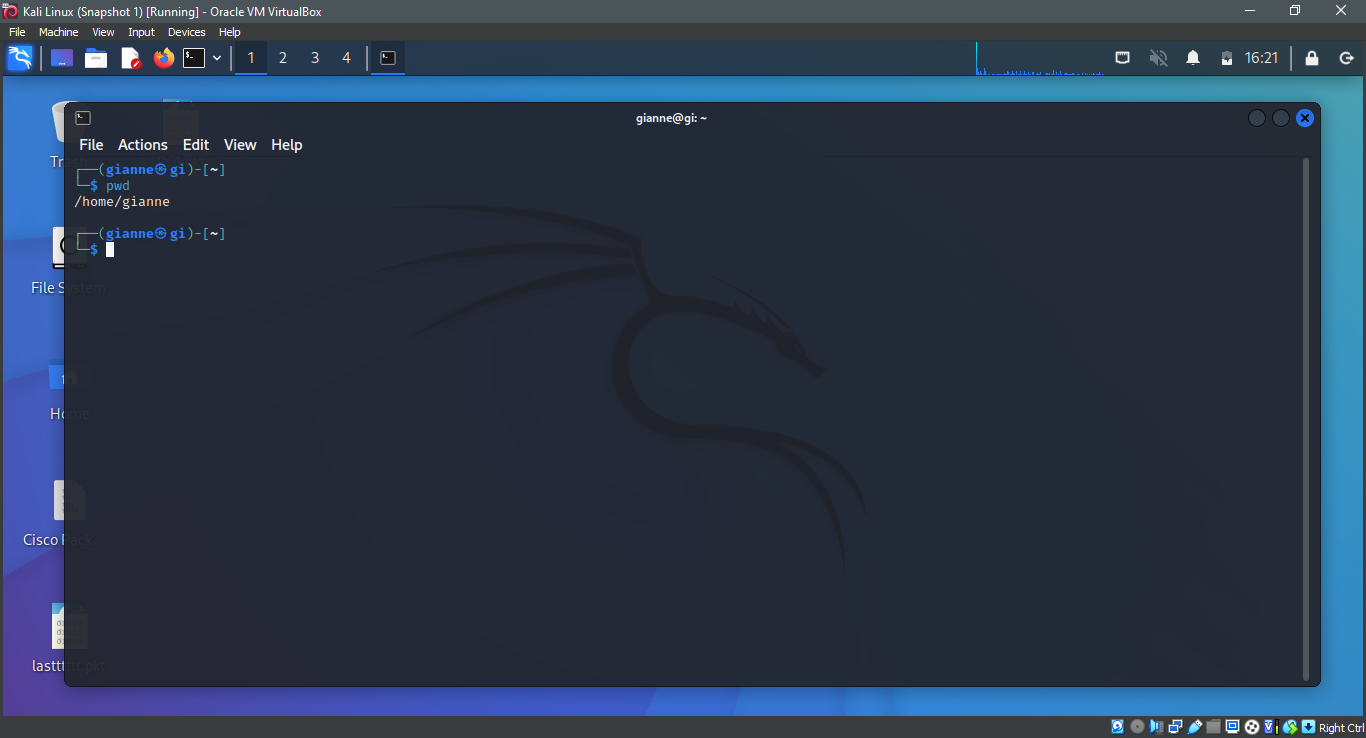 Kali Linux (Snapshot 1) [Running] - Oracle VM VirtualBox
File Machine View Input Devices Help
1 2 3 4 16:21
gianne@gi: ~
File Actions Edit View Help
Trash
┌──(gianne㉿gi)-[~]
└─$ pwd
/home/gianne
┌──(gianne㉿gi)-[~]
└─$
File System
Home
Cisco Pack
.pkt
Right Ctrl